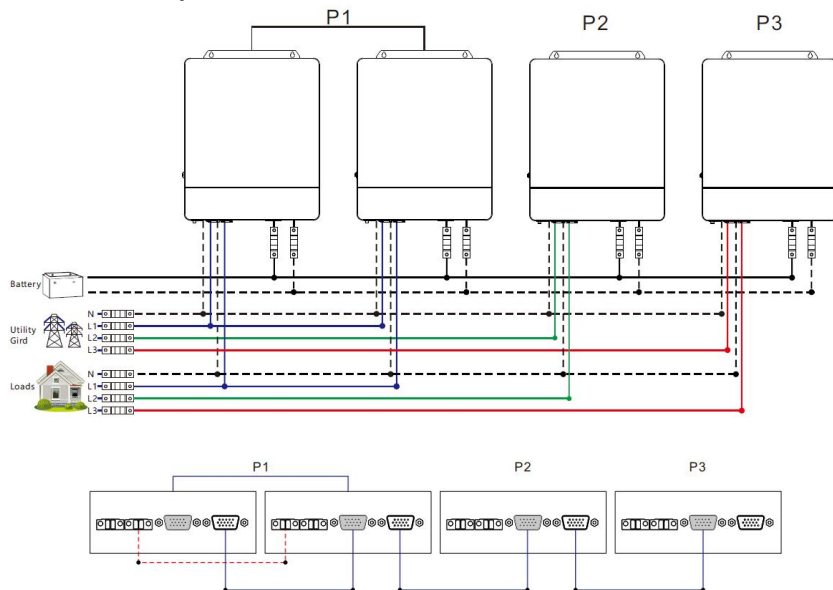 P1
P2
P3
Battery
N
Utility
Gird
L1
L2
L3
Loads
N
L1
L2
L3
P1
P2
P3